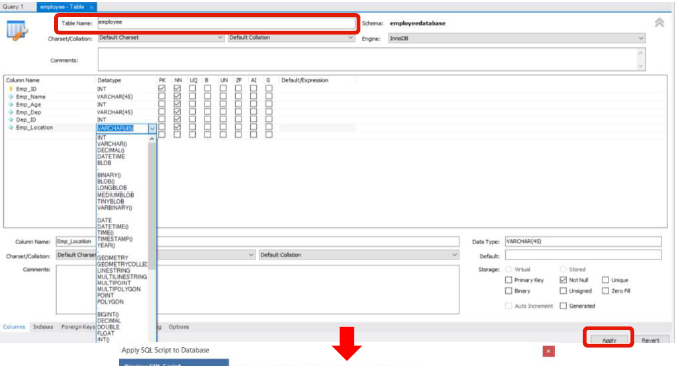 Query 1 employee - Table ×
Table Name: employee Schema: employeedatabase
Charset/Collation: Default Charset Default Collation Engine: InnoDB
Comments:
Column Name Datatype PK NN UQ B UN ZF AI G Default/Expression
Emp_ID INT
Emp_Name VARCHAR(45)
Emp_Age INT
Emp_Dep VARCHAR(45)
Dep_ID INT
Emp_Location VARCHAR(45)
INT
VARCHAR()
DECIMAL()
DATETIME
BLOB
BINARY()
BLOB()
LONGBLOB
MEDIUMBLOB
TINYBLOB
VARBINARY()
DATE
DATETIME()
TIME()
TIMESTAMP()
YEAR()
GEOMETRY
GEOMETRYCOLLEC
LINESTRING
MULTILINESTRING
MULTIPOINT
MULTIPOLYGON
POINT
POLYGON
BIGINT()
DECIMAL
DOUBLE
FLOAT
INT()
Column Name: Emp_Location Data Type: VARCHAR(45)
Charset/Collation: Default Charset Default Collation Default:
Comments: Storage: Virtual Stored
Primary Key Not Null Unique
Binary Unsigned Zero Fill
Auto Increment Generated
Columns Indexes Foreign Keys Options
Apply Revert
Apply SQL Script to Database